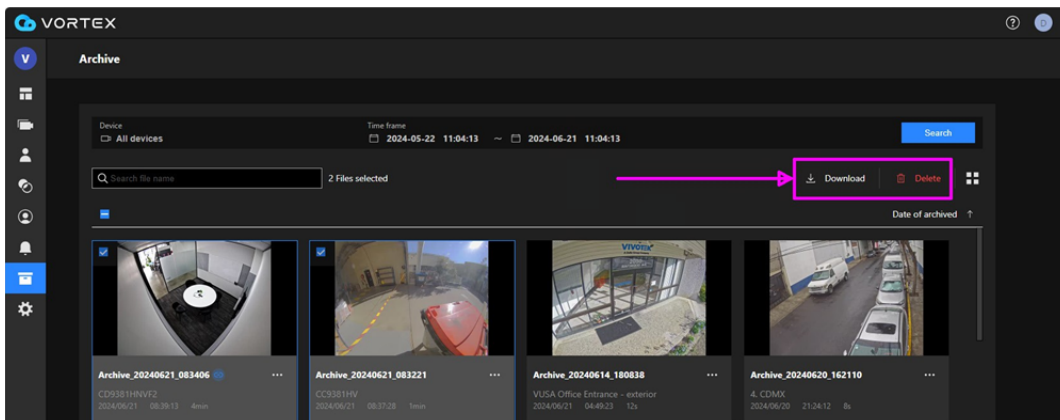 VORTEX
D
V
Archive
Device
Time frame
All devices
2024-05-22 11:04:13 ~ 2024-06-21 11:04:13
Search
Search file name
2 Files selected
Download
Delete
Date of archived
VIVOTEK
Archive_20240621_083406
Archive_20240621_083221
Archive_20240614_180838
Archive_20240620_162110
CD9381HNVF2
CC9381HV
VUSA Office Entrance - exterior
4. CDMX
2024/06/21 08:39:13 4min
2024/06/21 08:37:28 1min
2024/06/21 04:49:23 12s
2024/06/20 21:24:12 8s